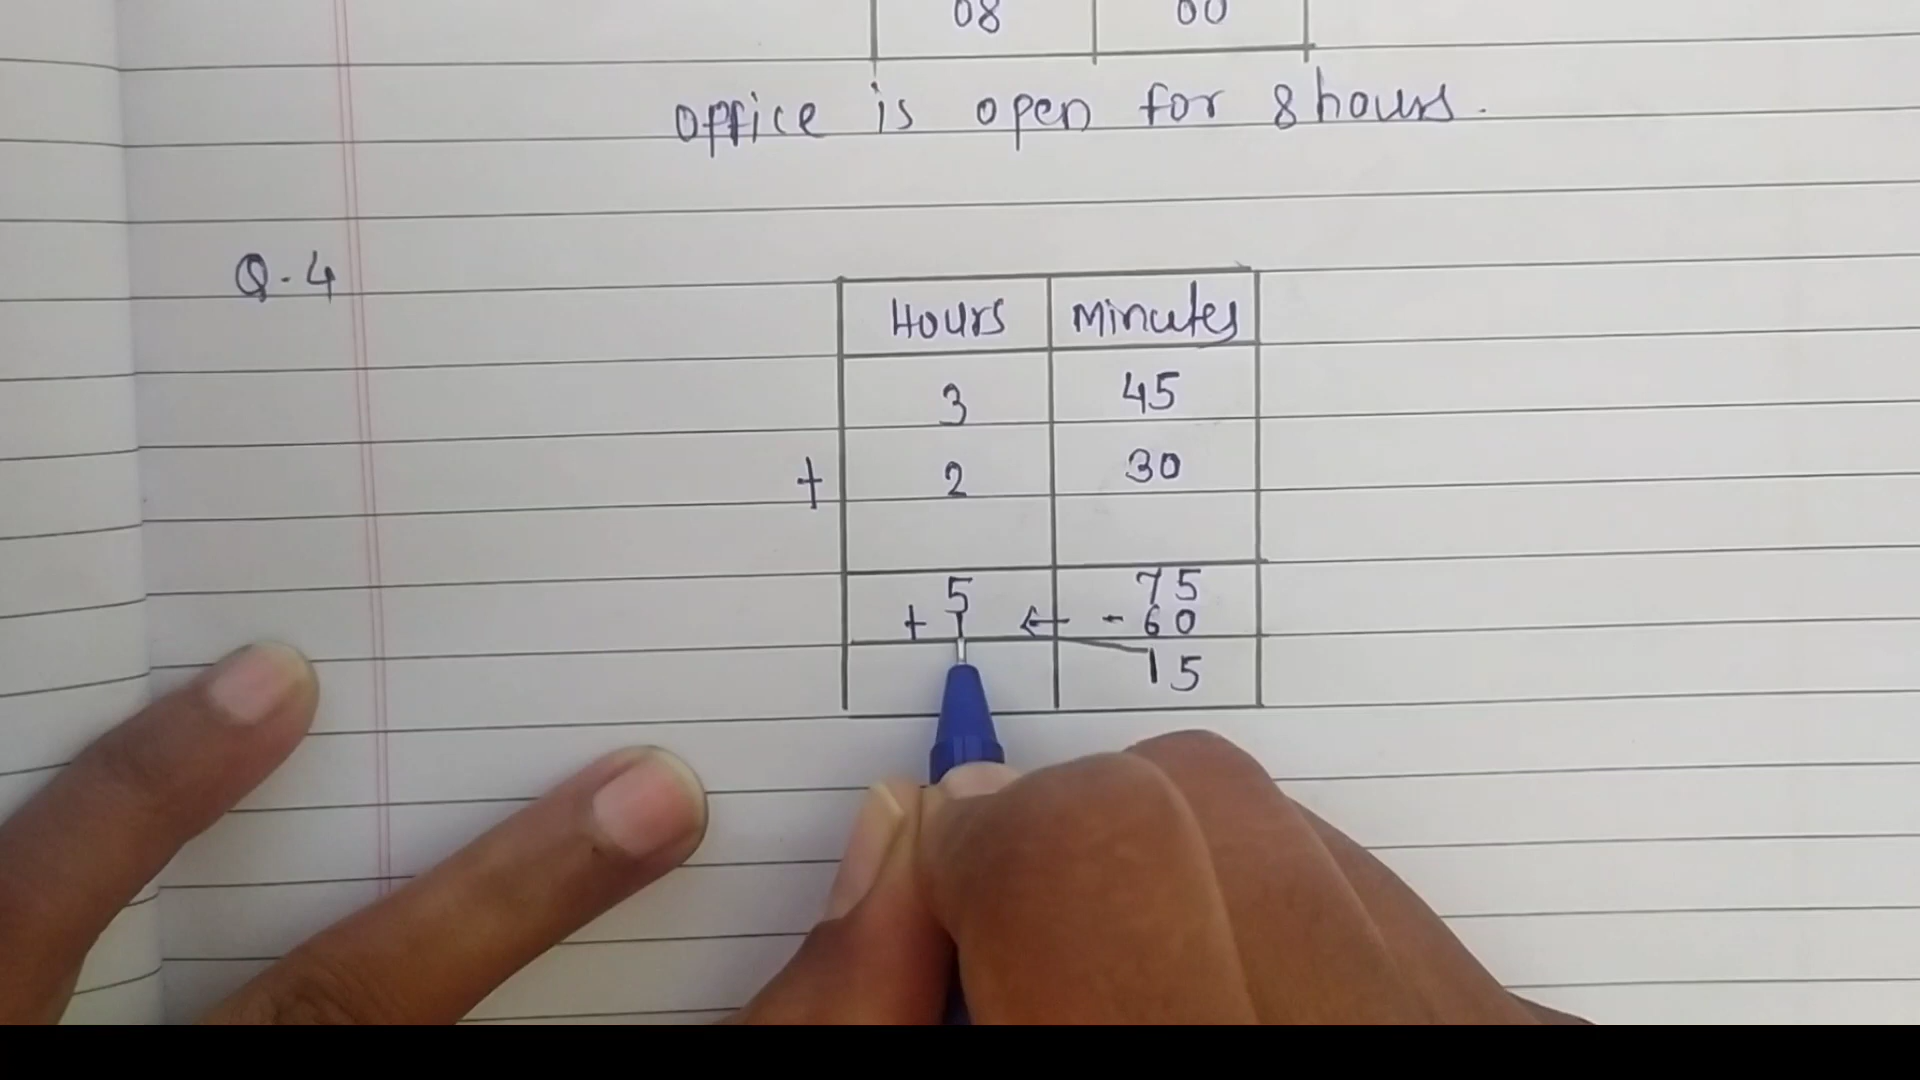 08 00
office is open for 8 hours.
Q.4
Hours Minutes
3 45
+ 2 30
5 75
+ 1 ← - 60
15